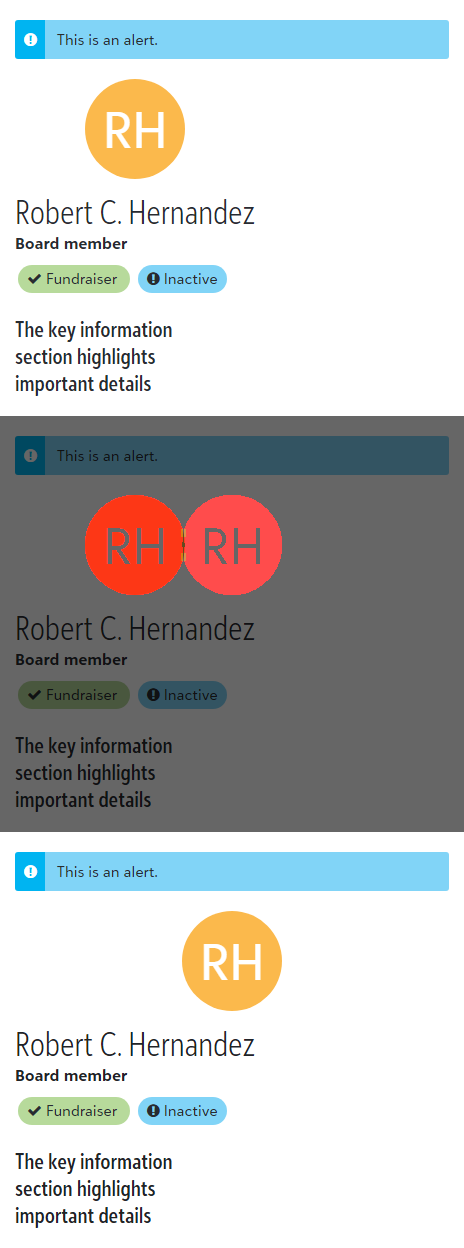 This is an alert.
RH
Robert C. Hernandez
Board member
Fundraiser Inactive
The key information
section highlights
important details
This is an alert.
RH RH
Robert C. Hernandez
Board member
Fundraiser Inactive
The key information
section highlights
important details
This is an alert.
RH
Robert C. Hernandez
Board member
Fundraiser Inactive
The key information
section highlights
important details